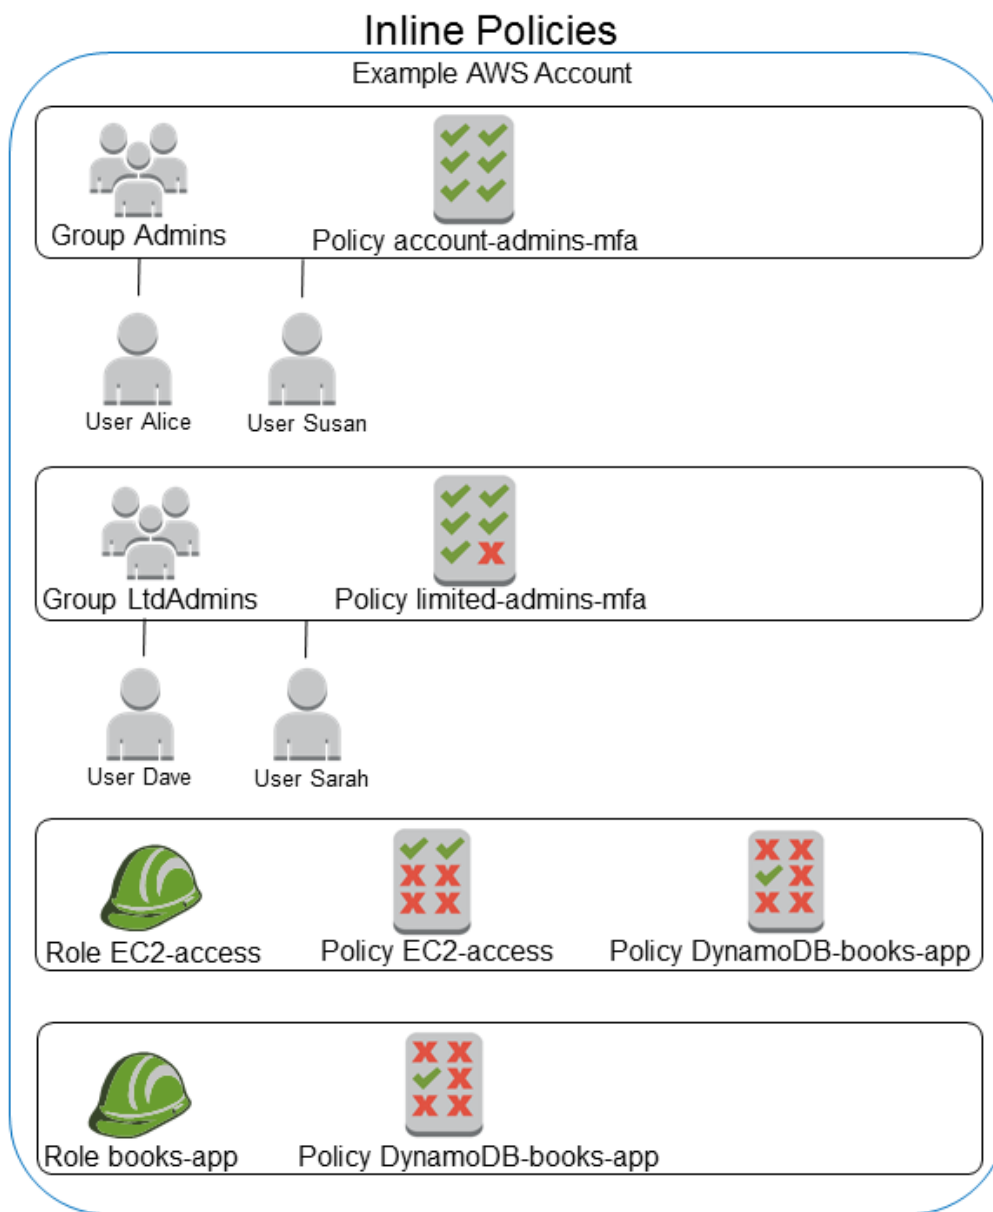 Inline Policies
Example AWS Account
Group Admins
Policy account-admins-mfa
User Alice
User Susan
Group LtdAdmins
Policy limited-admins-mfa
User Dave
User Sarah
Role EC2-access
Policy EC2-access
Policy DynamoDB-books-app
Role books-app
Policy DynamoDB-books-app